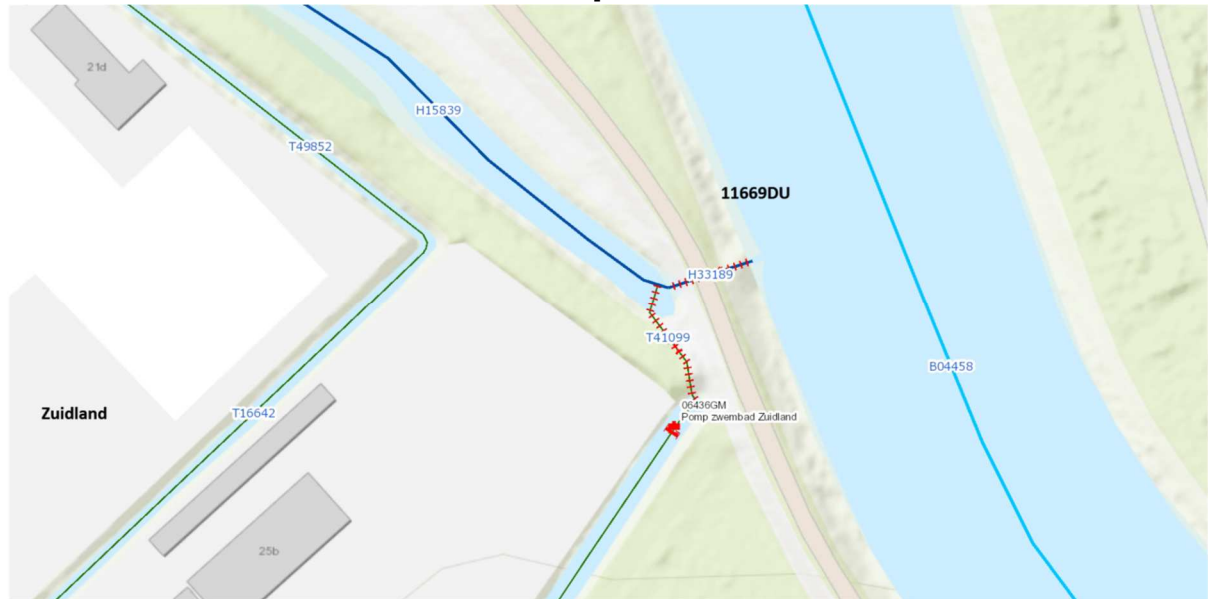 21d
H15839
T49852
11669DU
H33189
T41099
B04458
06436GM
Pomp zwembad Zuidland
Zuidland
T16642
25b